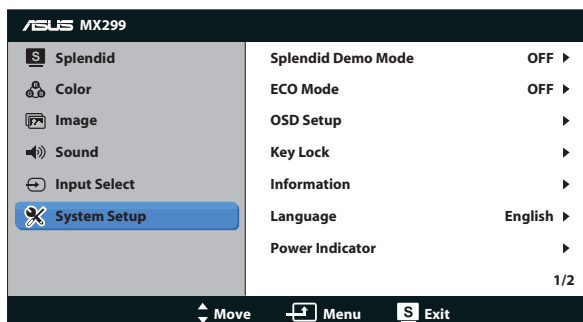 ASUS MX299
S Splendid
Color
Image
Sound
Input Select
System Setup
Splendid Demo Mode OFF
ECO Mode OFF
OSD Setup
Key Lock
Information
Language English
Power Indicator
1/2
Move Menu S Exit